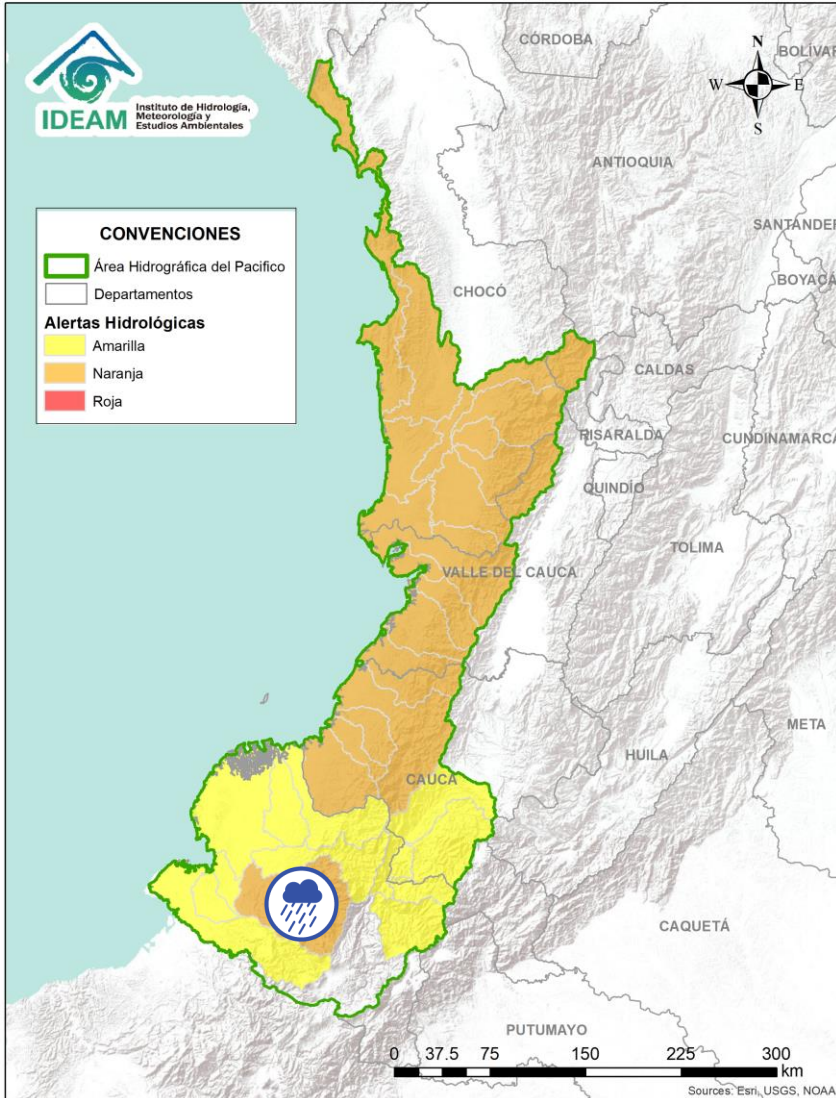 IDEAM
Instituto de Hidrología,
Meteorología y
Estudios Ambientales
N
W
E
S
CONVENCIONES
Área Hidrográfica del Pacifico
Departamentos
Alertas Hidrológicas
Amarilla
Naranja
Roja
CÓRDOBA
BOLÍVAR
ANTIOQUIA
SANTANDER
BOYACÁ
CHOCÓ
CALDAS
RISARALDA
CUNDINAMARCA
QUINDÍO
TOLIMA
VALLE DEL CAUCA
META
HUILA
CAUCA
CAQUETÁ
PUTUMAYO
0 37.5 75 150 225 300
km
Sources: Esri, USGS, NOAA